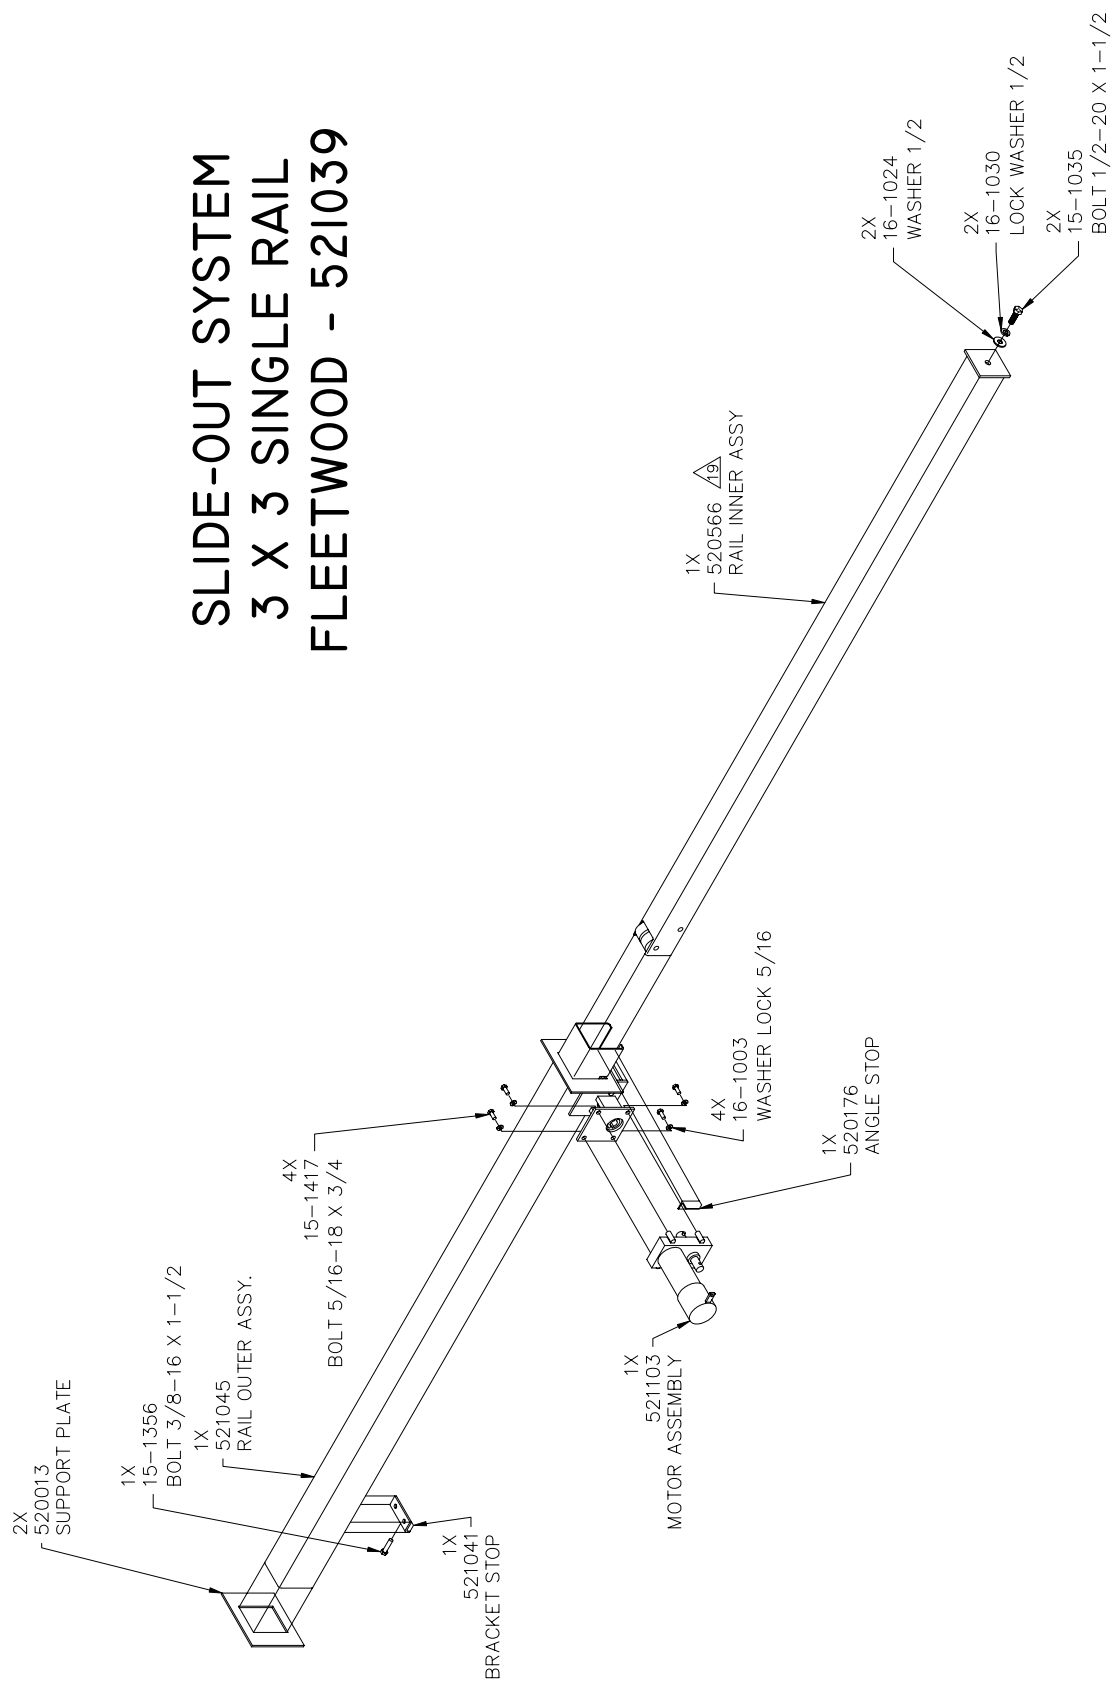 SLIDE-OUT SYSTEM
3 X 3 SINGLE RAIL
FLEETWOOD - 521039
2X
520013
SUPPORT PLATE
1X
15-1356
BOLT 3/8-16 X 1-1/2
1X
521045
RAIL OUTER ASSY.
4X
15-1417
BOLT 5/16-18 X 3/4
1X
521041
BRACKET STOP
1X
521103
MOTOR ASSEMBLY
1X
520176
ANGLE STOP
4X
16-1003
WASHER LOCK 5/16
1X
520566 19
RAIL INNER ASSY
2X
16-1024
WASHER 1/2
2X
16-1030
LOCK WASHER 1/2
2X
15-1035
BOLT 1/2-20 X 1-1/2